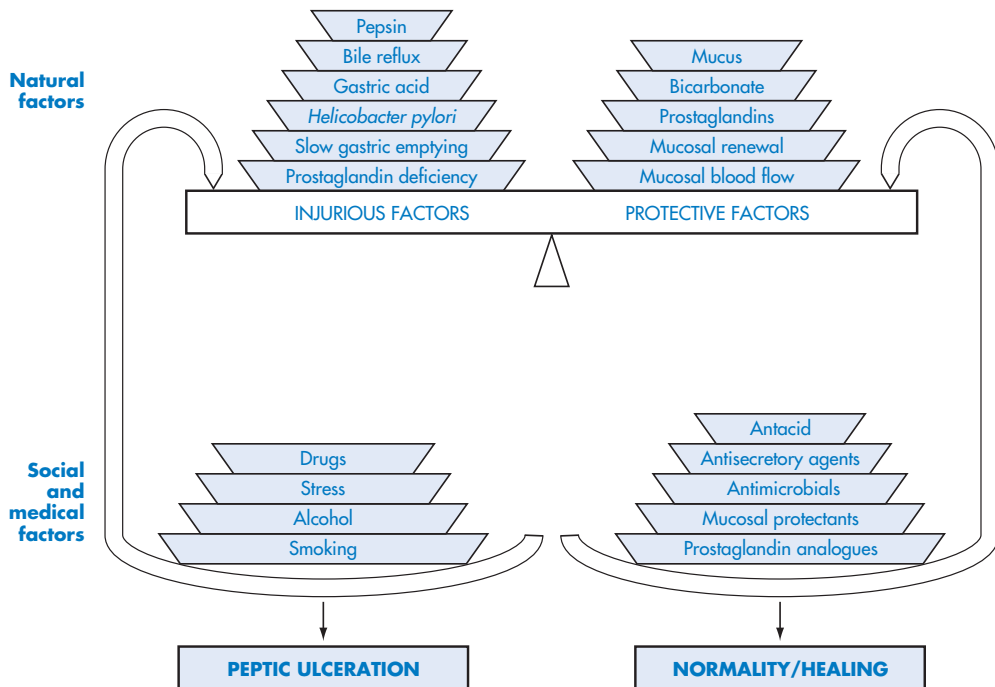 Natural
factors
Pepsin
Bile reflux
Gastric acid
Helicobacter pylori
Slow gastric emptying
Prostaglandin deficiency
Mucus
Bicarbonate
Prostaglandins
Mucosal renewal
Mucosal blood flow
INJURIOUS FACTORS
PROTECTIVE FACTORS
Social
and
medical
factors
Drugs
Stress
Alcohol
Smoking
Antacid
Antisecretory agents
Antimicrobials
Mucosal protectants
Prostaglandin analogues
PEPTIC ULCERATION
NORMALITY/HEALING